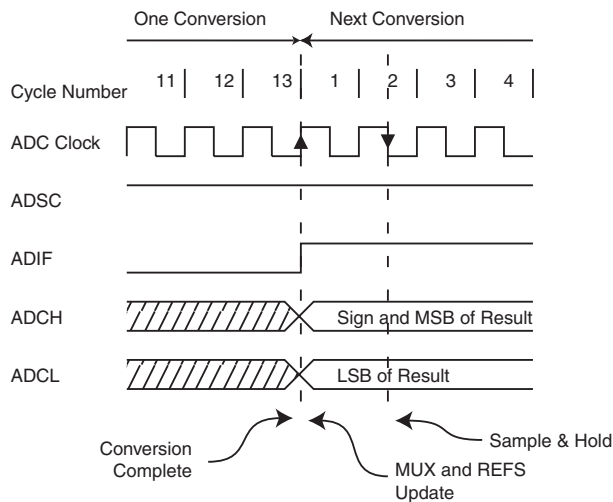 One Conversion Next Conversion
Cycle Number 11 12 13 1 2 3 4
ADC Clock
ADSC
ADIF
ADCH Sign and MSB of Result
ADCL LSB of Result
Conversion
Complete
MUX and REFS
Update
Sample & Hold